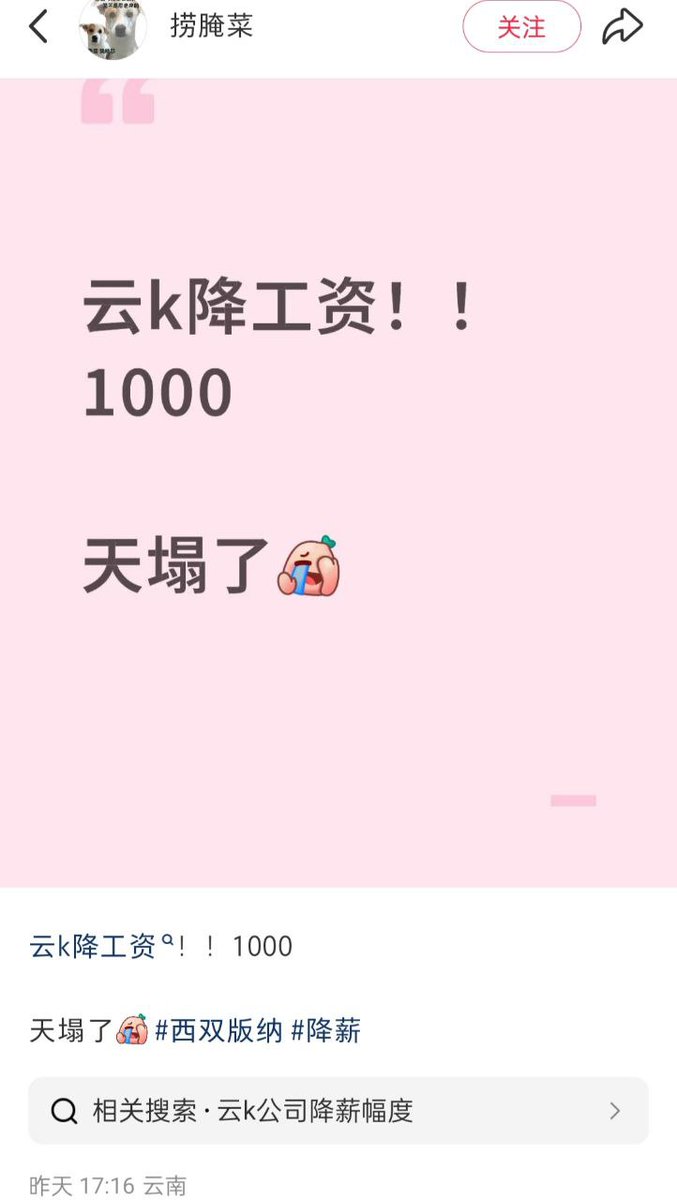 捞腌菜
关注
云k降工资！！
1000
天塌了
云k降工资！！1000
天塌了 #西双版纳 #降薪
相关搜索·云k公司降薪幅度
昨天 17:16 云南